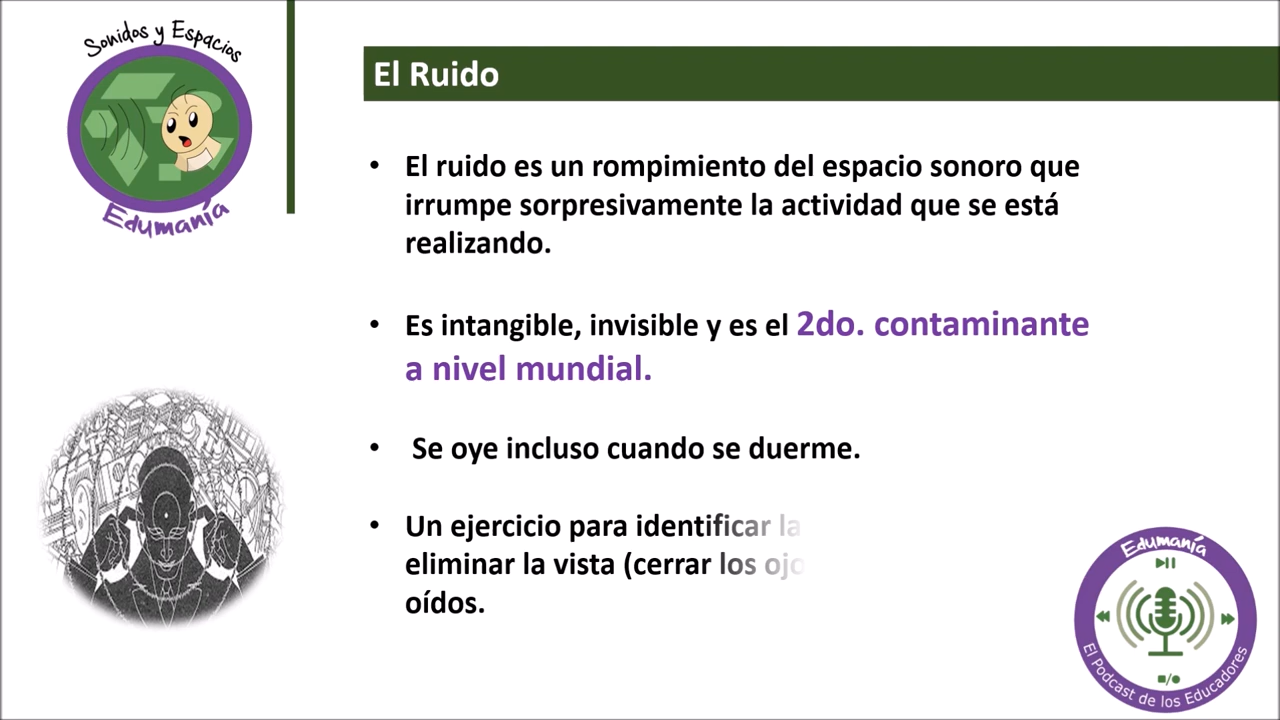 Sonidos y Espacios
Edumanía
El Ruido
• El ruido es un rompimiento del espacio sonoro que
irrumpe sorpresivamente la actividad que se está
realizando.
• Es intangible, invisible y es el 2do. contaminante
a nivel mundial.
• Se oye incluso cuando se duerme.
• Un ejercicio para identificar la
eliminar la vista (cerrar los ojo
oídos.
Edumanía
El Podcast de los Educadores